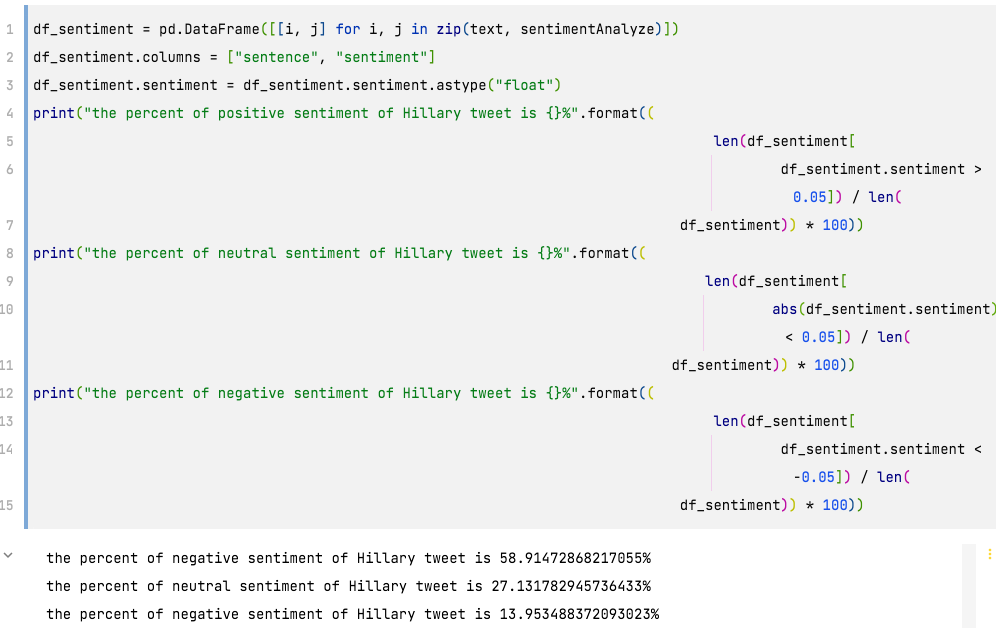 1 df_sentiment = pd.DataFrame([[i, j] for i, j in zip(text, sentimentAnalyze)])
2 df_sentiment.columns = ["sentence", "sentiment"]
3 df_sentiment.sentiment = df_sentiment.sentiment.astype("float")
4 print("the percent of positive sentiment of Hillary tweet is {}%".format((
5 len(df_sentiment[
6 df_sentiment.sentiment >
0.05]) / len(
7 df_sentiment)) * 100))
8 print("the percent of neutral sentiment of Hillary tweet is {}%".format((
9 len(df_sentiment[
10 abs(df_sentiment.sentiment)
< 0.05]) / len(
11 df_sentiment)) * 100))
12 print("the percent of negative sentiment of Hillary tweet is {}%".format((
13 len(df_sentiment[
14 df_sentiment.sentiment <
-0.05]) / len(
15 df_sentiment)) * 100))
the percent of negative sentiment of Hillary tweet is 58.91472868217055%
the percent of neutral sentiment of Hillary tweet is 27.131782945736433%
the percent of negative sentiment of Hillary tweet is 13.953488372093023%